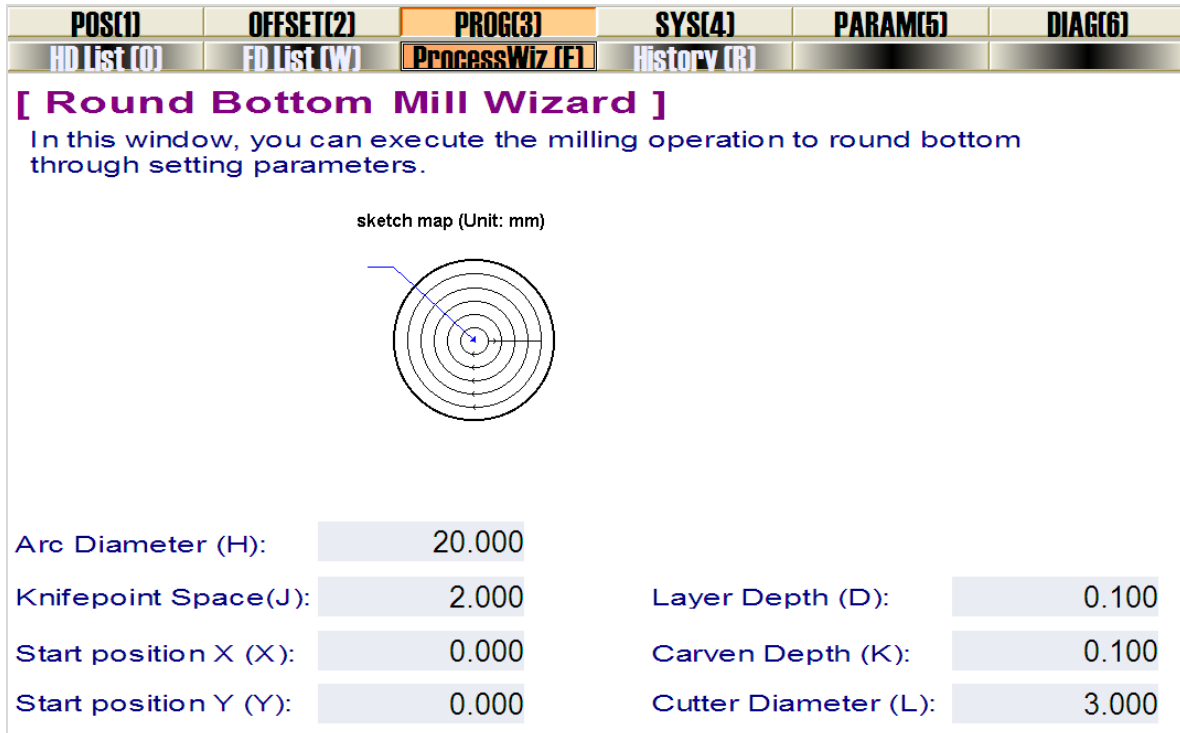 POS(1) OFFSET(2) PROG(3) SYS(4) PARAM(5) DIAG(6)
HD List (O) FD List (W) ProcessWiz (F) History (R)
[ Round Bottom Mill Wizard ]
In this window, you can execute the milling operation to round bottom
through setting parameters.
sketch map (Unit: mm)
Arc Diameter (H): 20.000
Knifepoint Space(J): 2.000 Layer Depth (D): 0.100
Start position X (X): 0.000 Carven Depth (K): 0.100
Start position Y (Y): 0.000 Cutter Diameter (L): 3.000